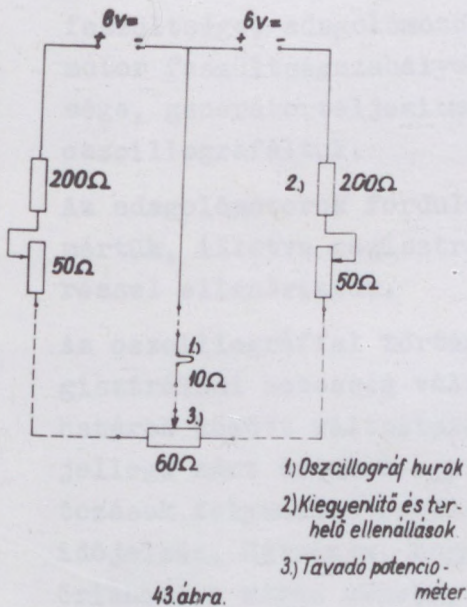 6V=
6V=
200Ω
2.)
200Ω
50Ω
50Ω
1.)
10Ω
3.)
60Ω
1.) Oszcillográf hurok
2.) Kiegyenlitő és ter-
helő ellenállások
3.) Távadó potencio-
méter
43.ábra.